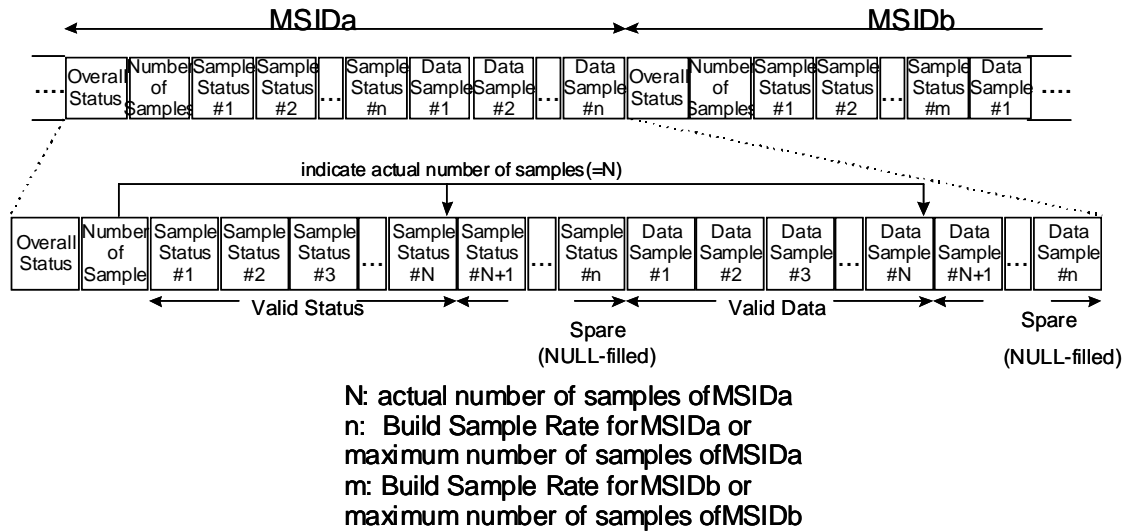 MSIDa MSIDb
.... Overall Status Number of Samples Sample Status #1 Sample Status #2 ... Sample Status #n Data Sample #1 Data Sample #2 ... Data Sample #n Overall Status Number of Samples Sample Status #1 Sample Status #2 ... Sample Status #m Data Sample #1 ....
indicate actual number of samples(=N)
Overall Status Number of Sample Sample Status #1 Sample Status #2 Sample Status #3 ... Sample Status #N Sample Status #N+1 ... Sample Status #n Data Sample #1 Data Sample #2 Data Sample #3 ... Data Sample #N Data Sample #N+1 ... Data Sample #n
Valid Status Valid Data
Spare (NULL-filled) Spare (NULL-filled)
N: actual number of samples ofMSIDa
n: Build Sample Rate forMSIDa or
maximum number of samples ofMSIDa
m: Build Sample Rate forMSIDb or
maximum number of samples ofMSIDb